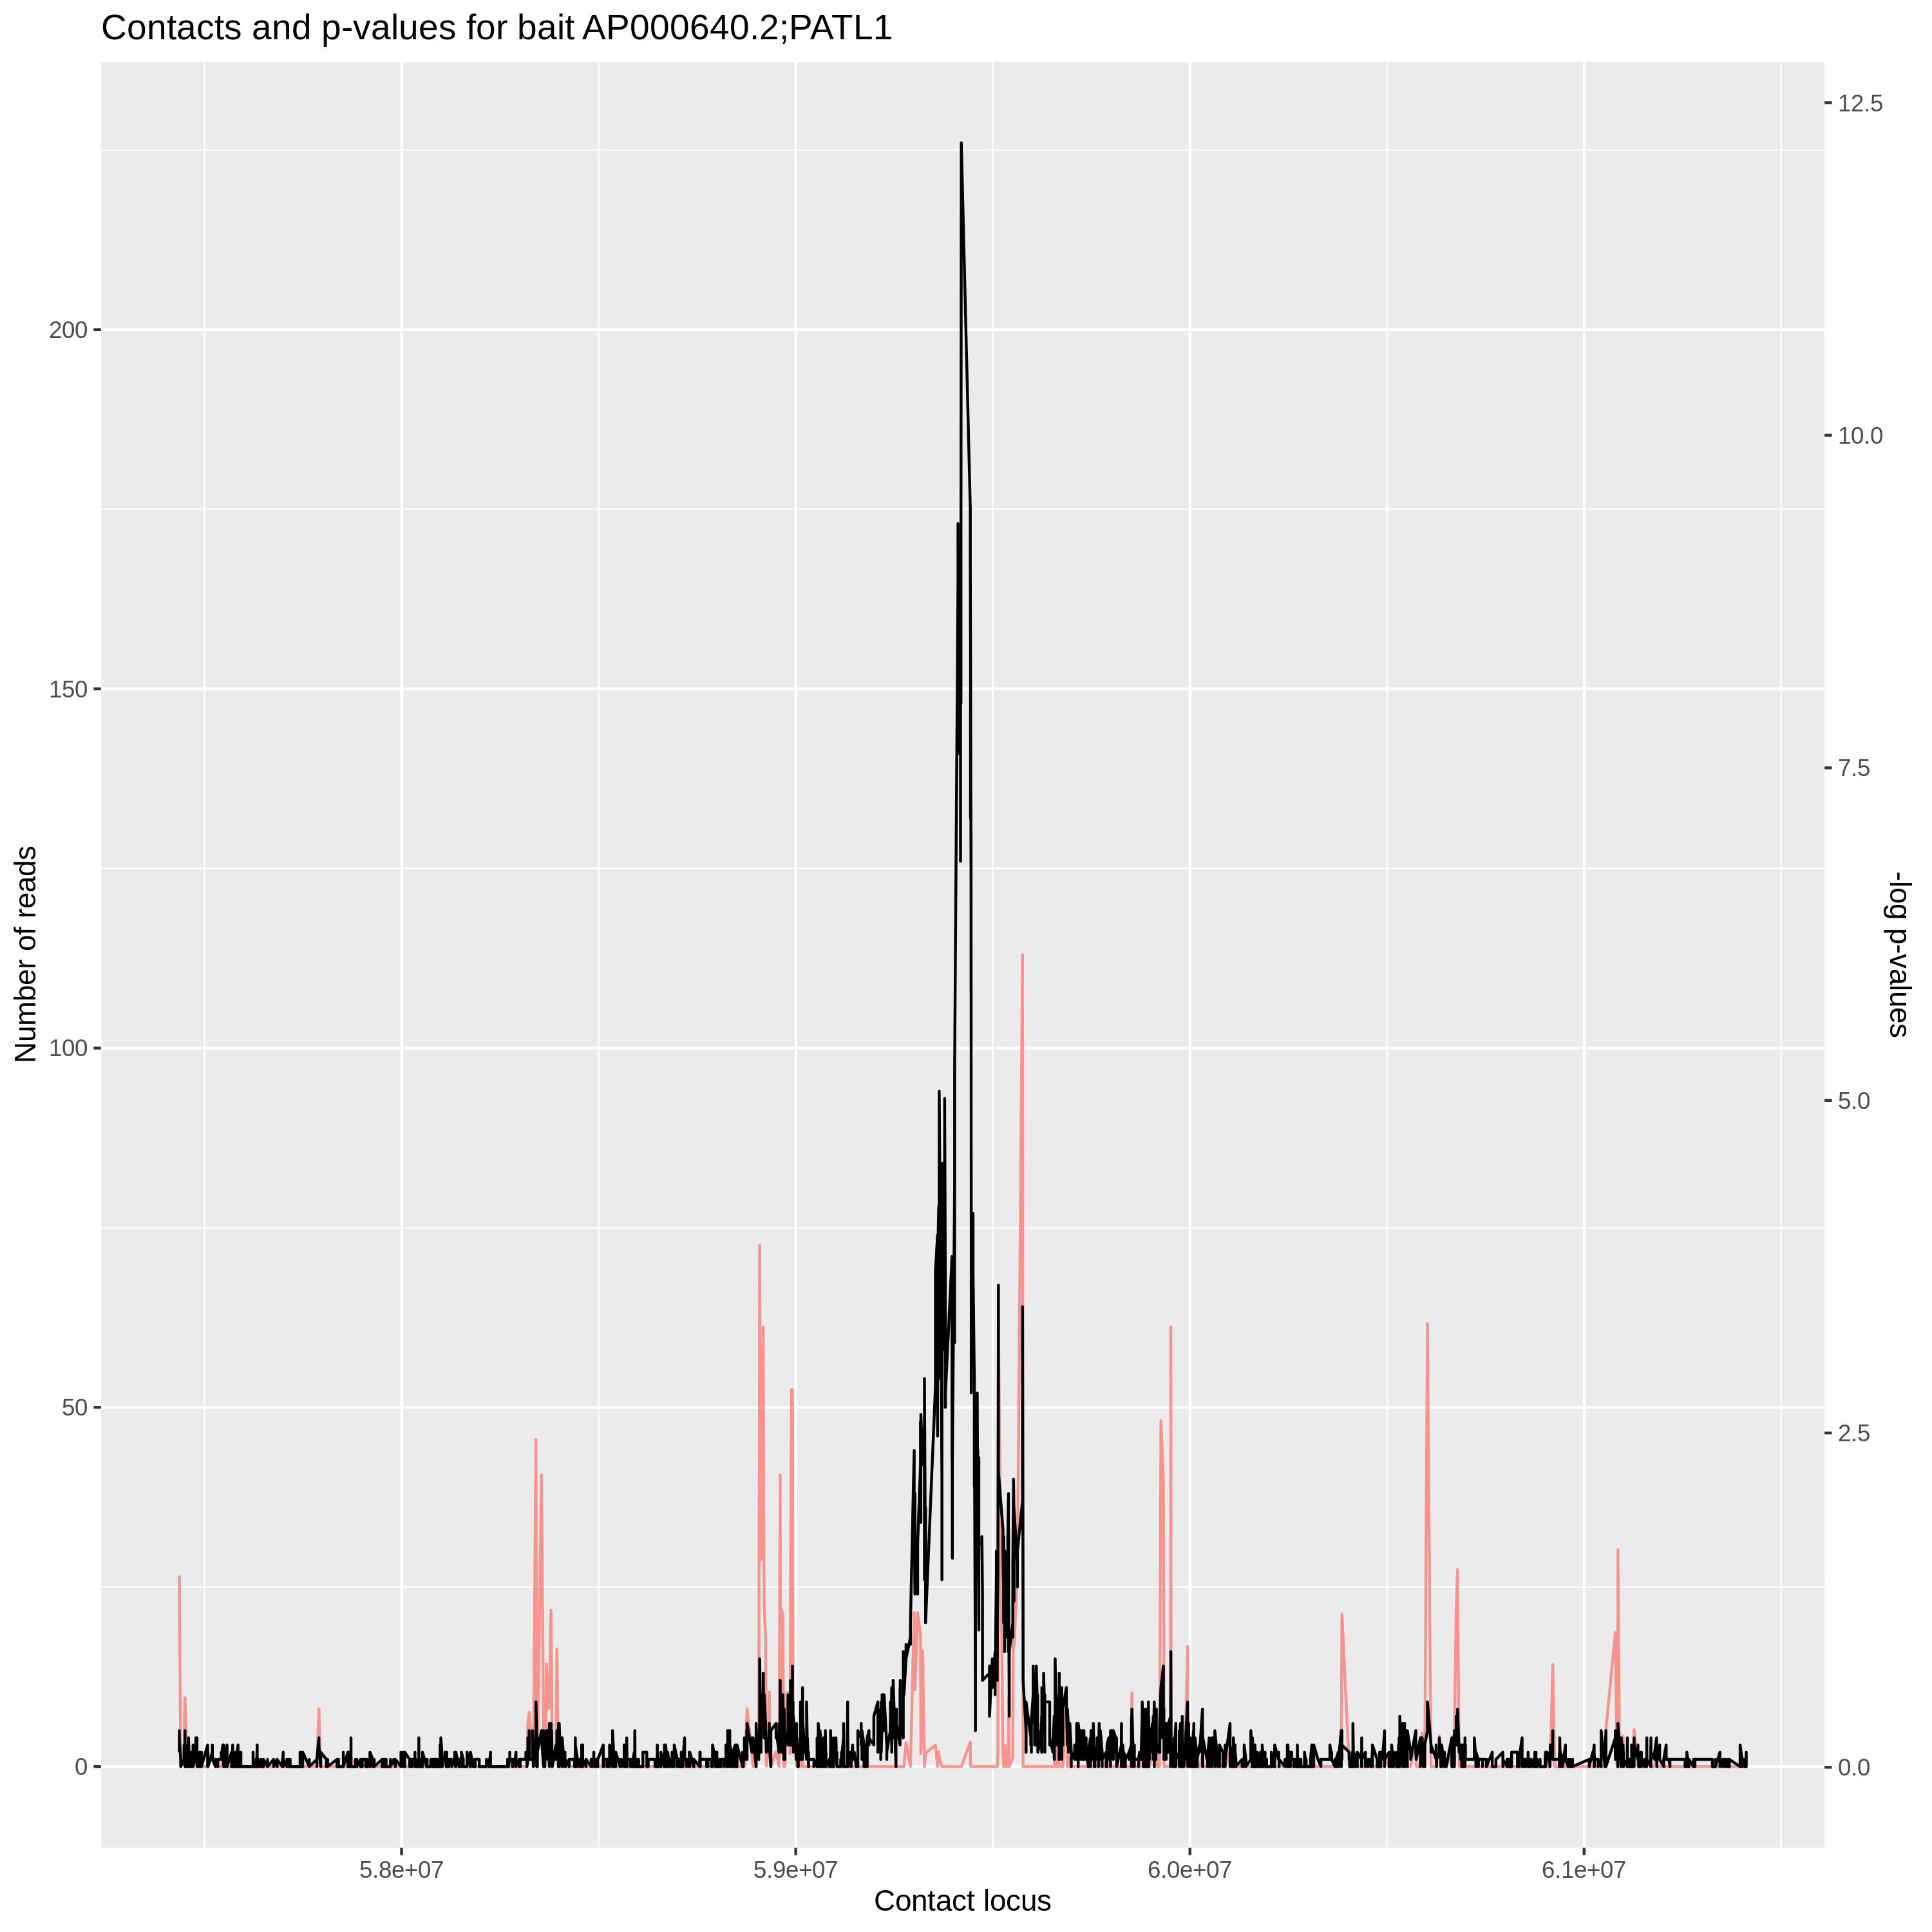 Contacts and p-values for bait AP000640.2;PATL1
12.5
200
10.0
150
7.5
Number of reads
-log p-values
100
5.0
50
2.5
0
0.0
5.8e+07 5.9e+07 6.0e+07 6.1e+07
Contact locus